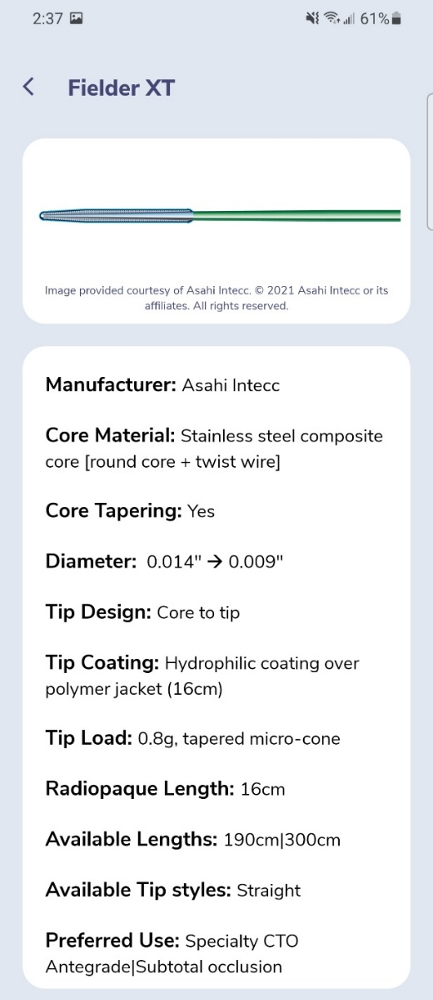 2:37 61%
Fielder XT
Image provided courtesy of Asahi Intecc. © 2021 Asahi Intecc or its
affiliates. All rights reserved.
Manufacturer: Asahi Intecc
Core Material: Stainless steel composite
core [round core + twist wire]
Core Tapering: Yes
Diameter: 0.014" → 0.009"
Tip Design: Core to tip
Tip Coating: Hydrophilic coating over
polymer jacket (16cm)
Tip Load: 0.8g, tapered micro-cone
Radiopaque Length: 16cm
Available Lengths: 190cm|300cm
Available Tip styles: Straight
Preferred Use: Specialty CTO
Antegrade|Subtotal occlusion